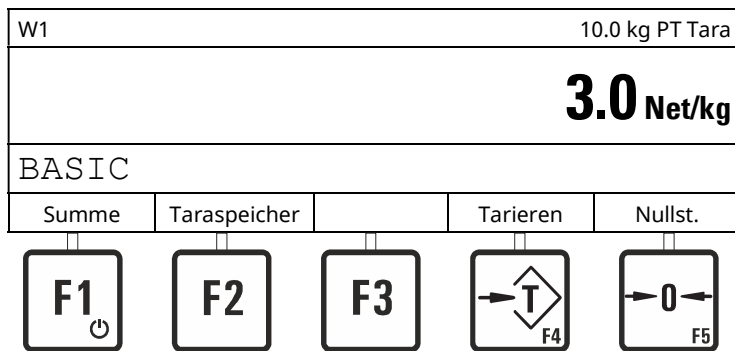 W1 10.0 kg PT Tara
3.0 Net/kg
BASIC
Summe Taraspeicher Tarieren Nullst.
F1 F2 F3 T 0
F4 F5